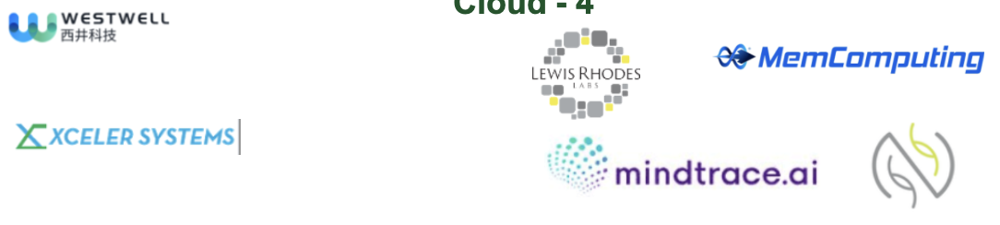 Cloud - 4
WESTWELL
西井科技
LEWIS RHODES
LABS
MemComputing
XCELER SYSTEMS
mindtrace.ai